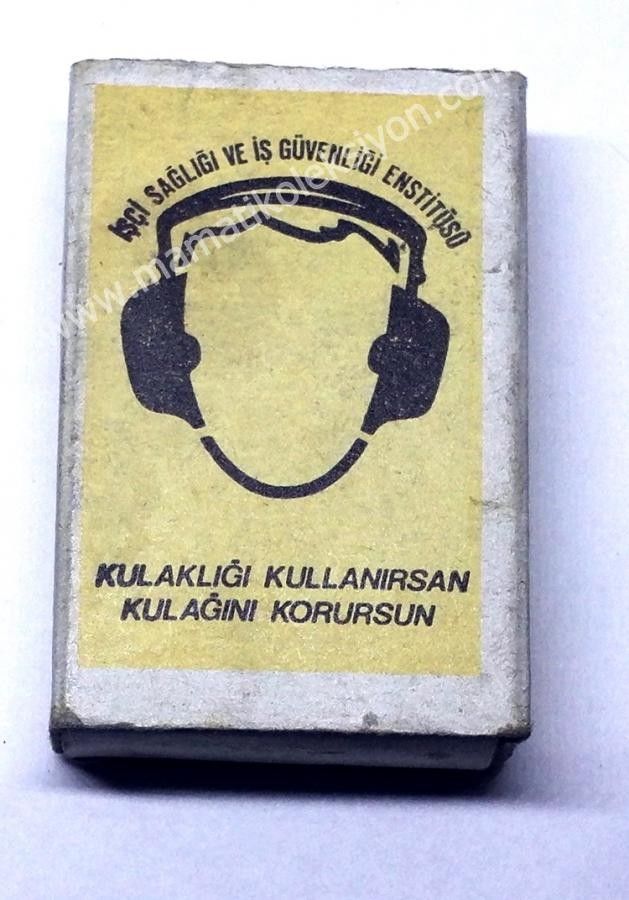 İŞÇİ SAĞLIĞI VE İŞ GÜVENLİĞİ ENSTİTÜSÜ
www.mamatikoleksiyon.com
KULAKLIĞI KULLANIRSAN
KULAĞINI KORURSUN